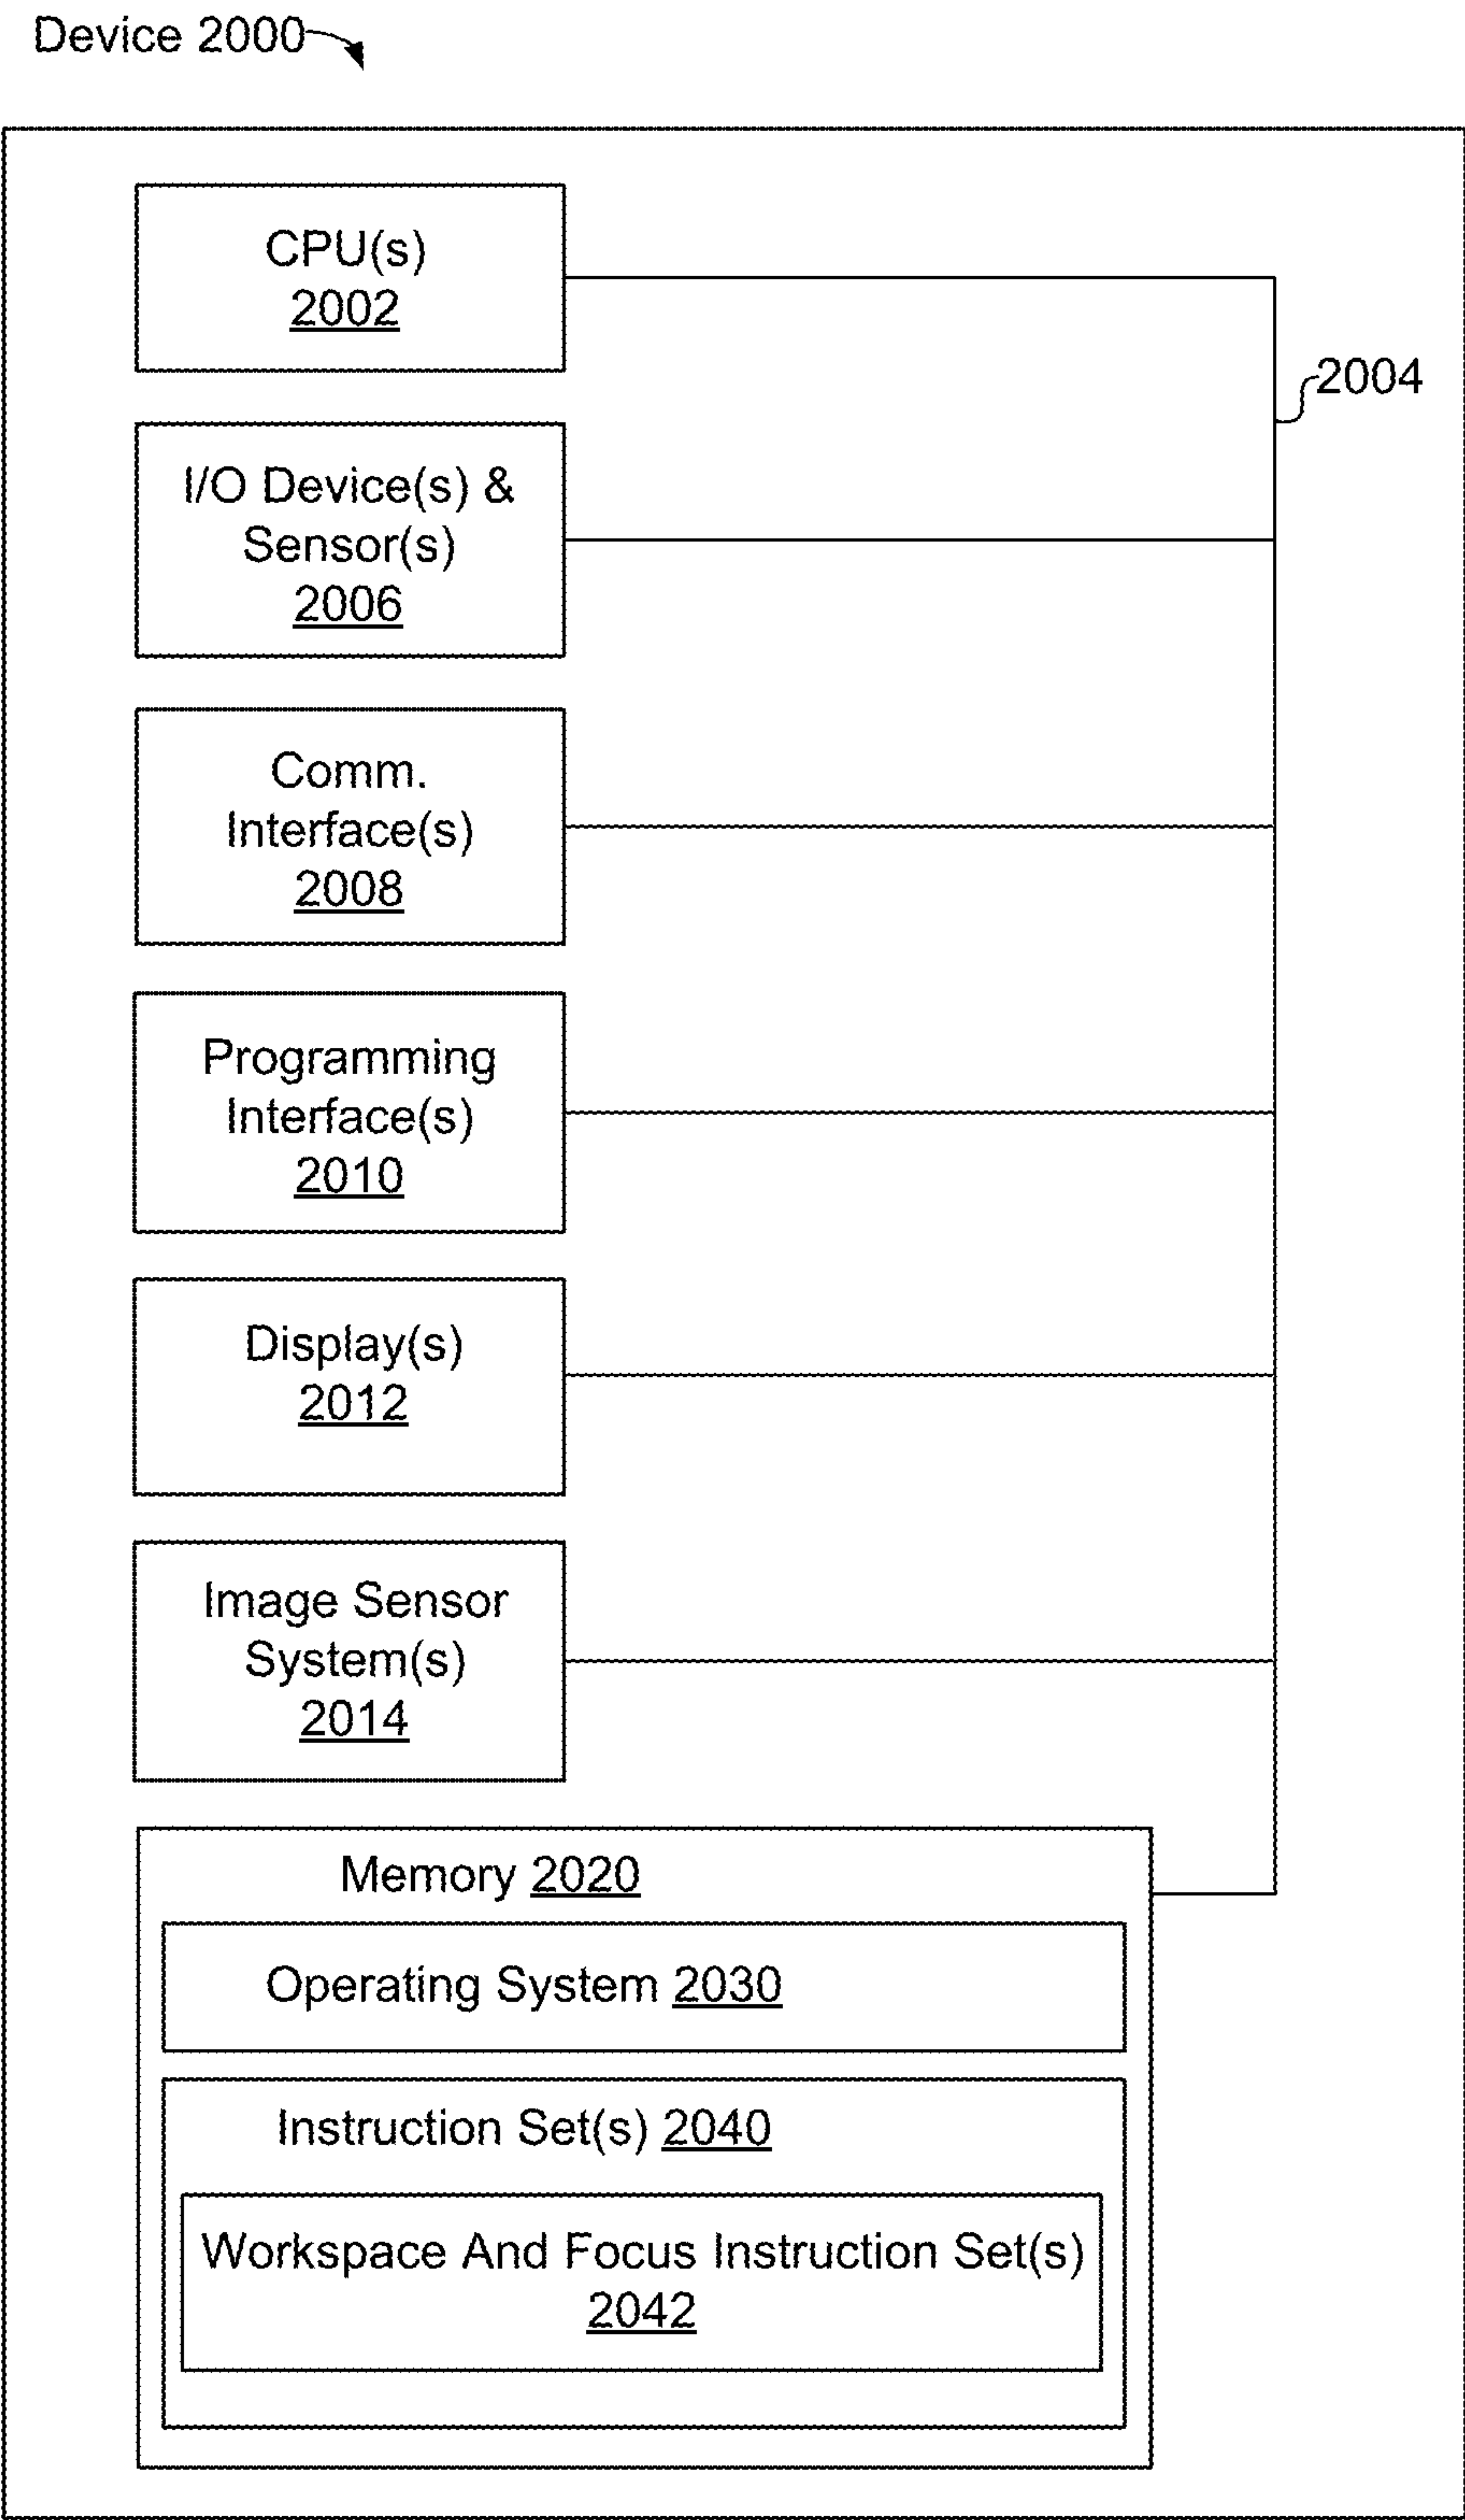 Device 2000
CPU(s)
2002
2004
I/O Device(s) &
Sensor(s)
2006
Comm.
Interface(s)
2008
Programming
Interface(s)
2010
Display(s)
2012
Image Sensor
System(s)
2014
Memory 2020
Operating System 2030
Instruction Set(s) 2040
Workspace And Focus Instruction Set(s)
2042